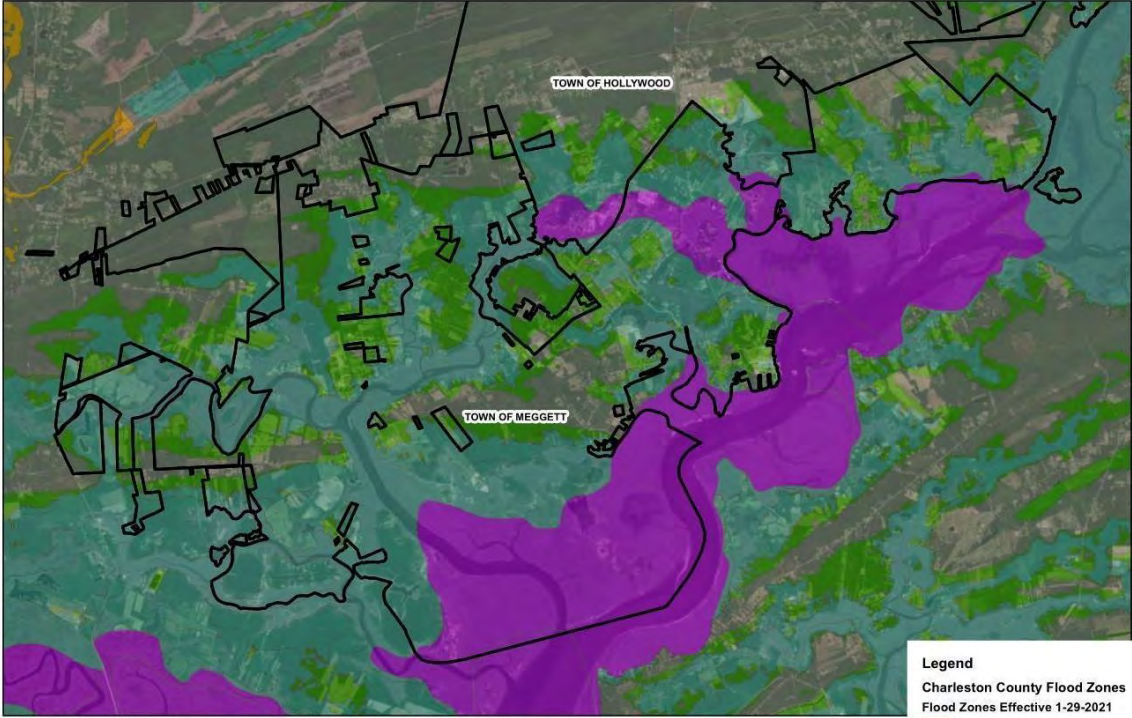 TOWN OF HOLLYWOOD
TOWN OF MEGGETT
Legend
Charleston County Flood Zones
Flood Zones Effective 1-29-2021